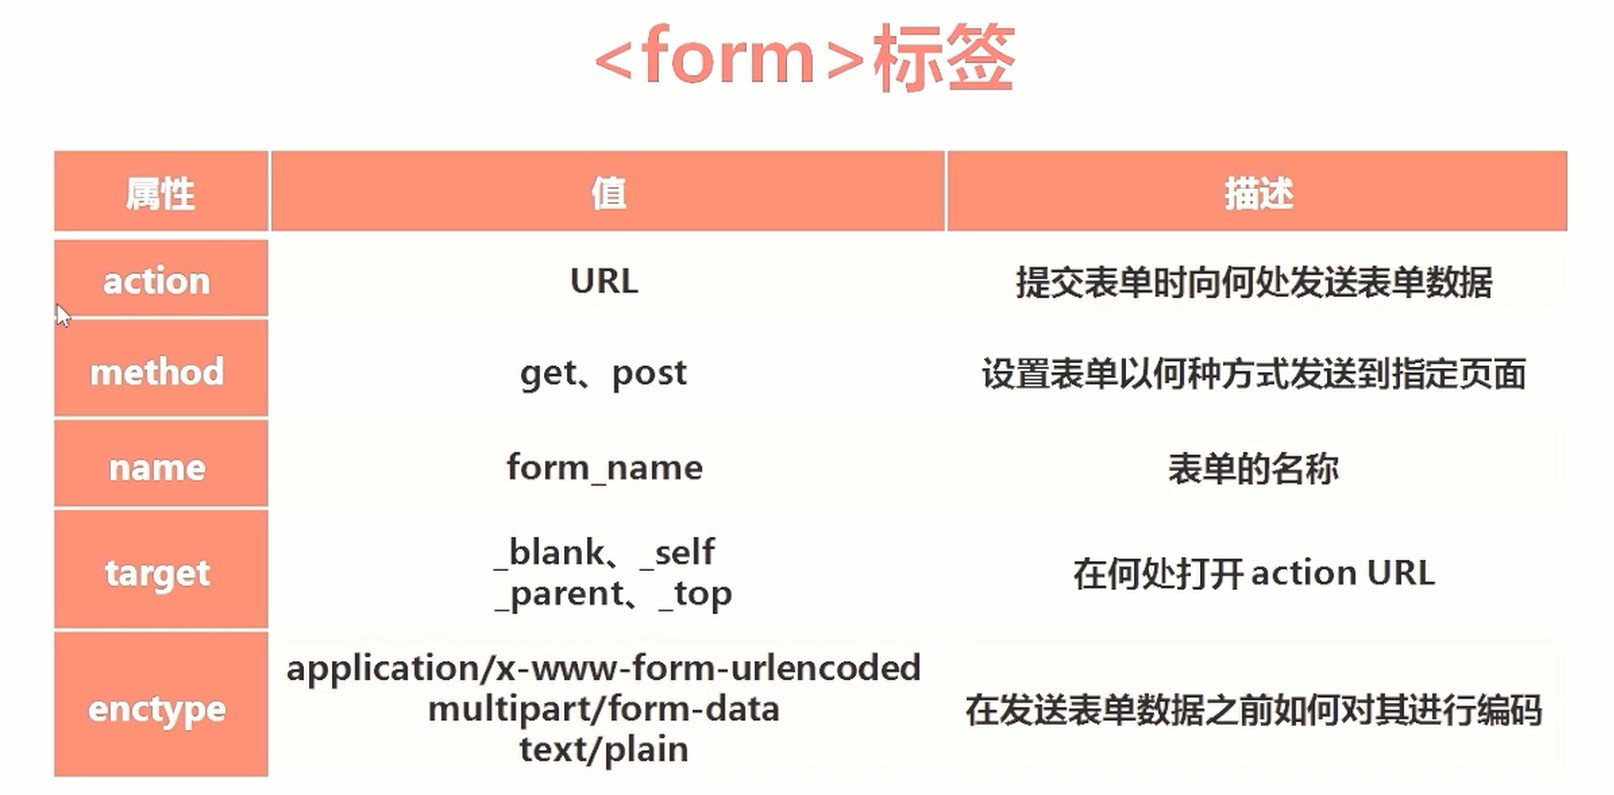 <form>标签
属性 值 描述
action URL 提交表单时向何处发送表单数据
method get、post 设置表单以何种方式发送到指定页面
name form_name 表单的名称
target
_blank、_self
_parent、_top
在何处打开 action URL
enctype
application/x-www-form-urlencoded
multipart/form-data
text/plain
在发送表单数据之前如何对其进行编码